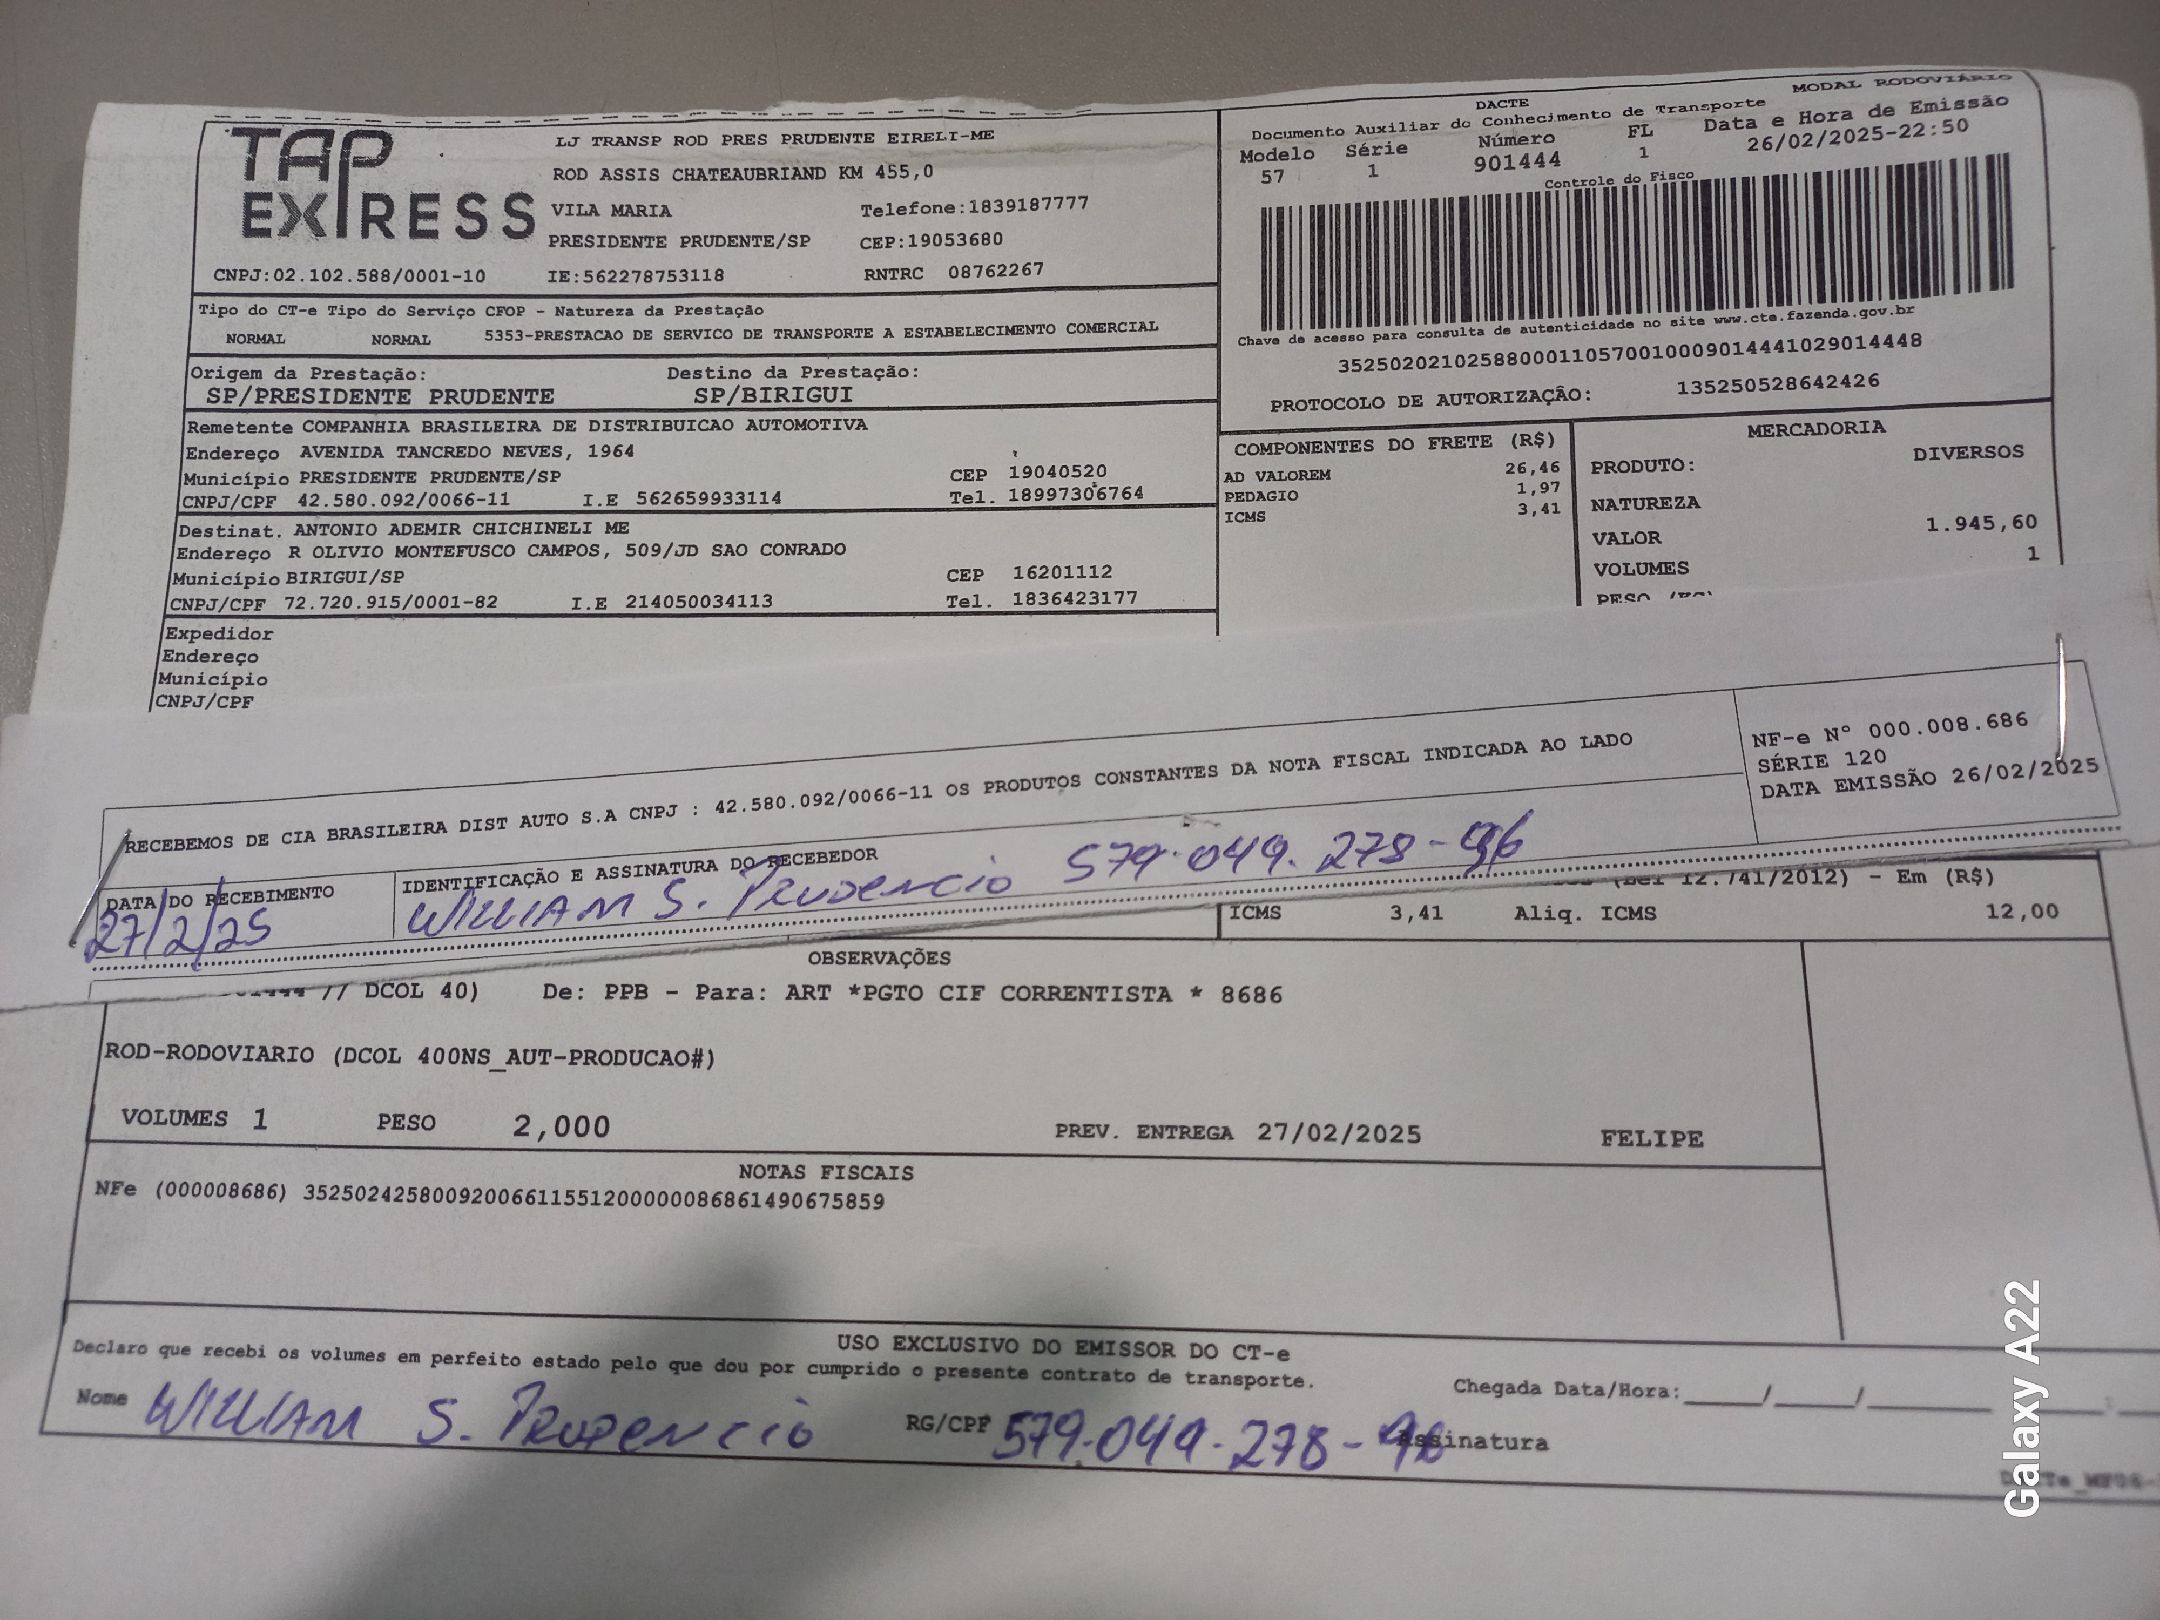 TAP EXPRESS
LJ TRANSP ROD PRES PRUDENTE EIRELI-ME
ROD ASSIS CHATEAUBRIAND KM 455,0
VILA MARIA Telefone:1839187777
PRESIDENTE PRUDENTE/SP CEP:19053680
CNPJ:02.102.588/0001-10 IE:562278753118 RNTRC 08762267
MODAL RODOVIÁRIO
DACTE
Documento Auxiliar do Conhecimento de Transporte
Modelo Série Número FL Data e Hora de Emissão
57 1 901444 1 26/02/2025-22:50
Controle do Fisco
Chave de acesso para consulta de autenticidade no site www.cte.fazenda.gov.br
35250202102588000110570010009014441029014448
PROTOCOLO DE AUTORIZAÇÃO: 135250528642426
Tipo do CT-e Tipo do Serviço CFOP - Natureza da Prestação
NORMAL NORMAL 5353-PRESTACAO DE SERVICO DE TRANSPORTE A ESTABELECIMENTO COMERCIAL
Origem da Prestação: Destino da Prestação:
SP/PRESIDENTE PRUDENTE SP/BIRIGUI
Remetente COMPANHIA BRASILEIRA DE DISTRIBUICAO AUTOMOTIVA
Endereço AVENIDA TANCREDO NEVES, 1964
Município PRESIDENTE PRUDENTE/SP CEP 19040520
CNPJ/CPF 42.580.092/0066-11 I.E 562659933114 Tel. 18997306764
Destinat. ANTONIO ADEMIR CHICHINELI ME
Endereço R OLIVIO MONTEFUSCO CAMPOS, 509/JD SAO CONRADO
Município BIRIGUI/SP CEP 16201112
CNPJ/CPF 72.720.915/0001-82 I.E 214050034113 Tel. 1836423177
Expedidor
Endereço
Município
CNPJ/CPF
COMPONENTES DO FRETE (R$)
AD VALOREM 26,46
PEDAGIO 1,97
ICMS 3,41
MERCADORIA
PRODUTO: DIVERSOS
NATUREZA
VALOR 1.945,60
VOLUMES 1
PESO
RECEBEMOS DE CIA BRASILEIRA DIST AUTO S.A CNPJ : 42.580.092/0066-11 OS PRODUTOS CONSTANTES DA NOTA FISCAL INDICADA AO LADO
NF-e Nº 000.008.686
SÉRIE 120
DATA EMISSÃO 26/02/2025
DATA DO RECEBIMENTO IDENTIFICAÇÃO E ASSINATURA DO RECEBEDOR
27/2/25 WILLIAM S. PRUDENCIO 579.049.278-96
12.741/2012) - Em (R$)
ICMS 3,41 Aliq. ICMS 12,00
OBSERVAÇÕES
// DCOL 40) De: PPB - Para: ART *PGTO CIF CORRENTISTA * 8686
ROD-RODOVIARIO (DCOL 400NS_AUT-PRODUCAO#)
VOLUMES 1 PESO 2,000 PREV. ENTREGA 27/02/2025 FELIPE
NOTAS FISCAIS
NFe (000008686) 35250242580092006611551200000086861490675859
USO EXCLUSIVO DO EMISSOR DO CT-e
Declaro que recebi os volumes em perfeito estado pelo que dou por cumprido o presente contrato de transporte.
Chegada Data/Hora:_____/_____/_____
Nome WILLIAM S. PRUDENCIO RG/CPF 579.049.278-96 Assinatura
Galaxy A22